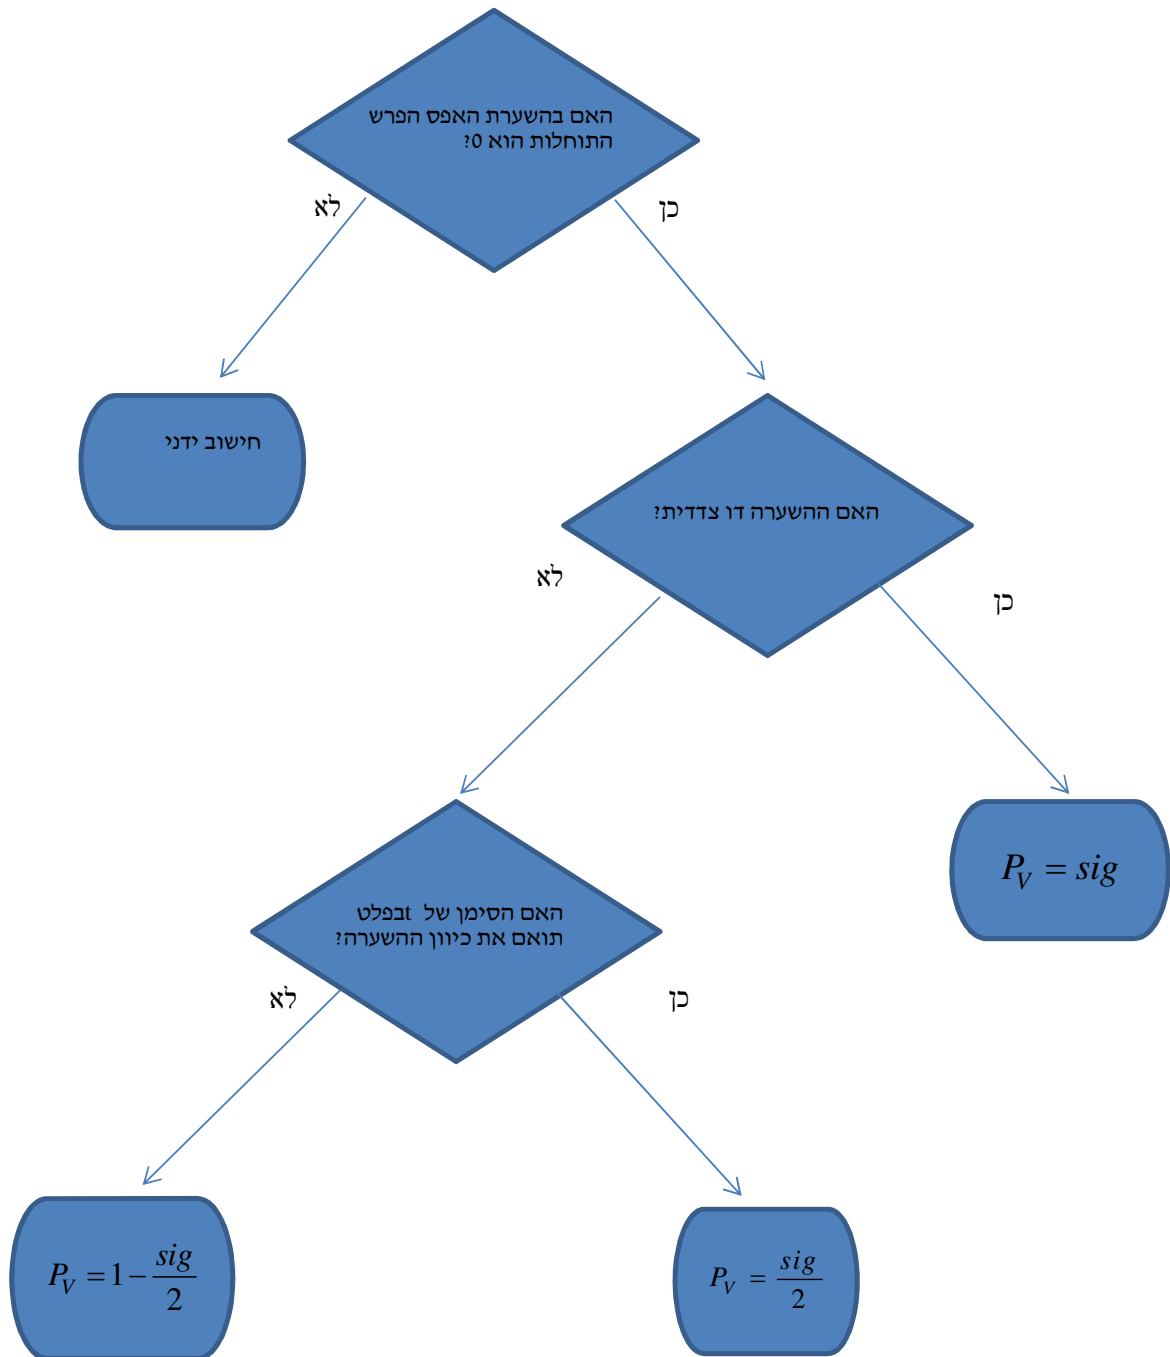 האם בהשערת האפס הפרש
התוחלות הוא 0?
לא
כן
חישוב ידני
האם ההשערה דו צדדית?
לא
כן
P_V = sig
האם הסימן של tבפלט
תואם את כיוון ההשערה?
לא
כן
P_V = 1 - sig/2
P_V = sig/2